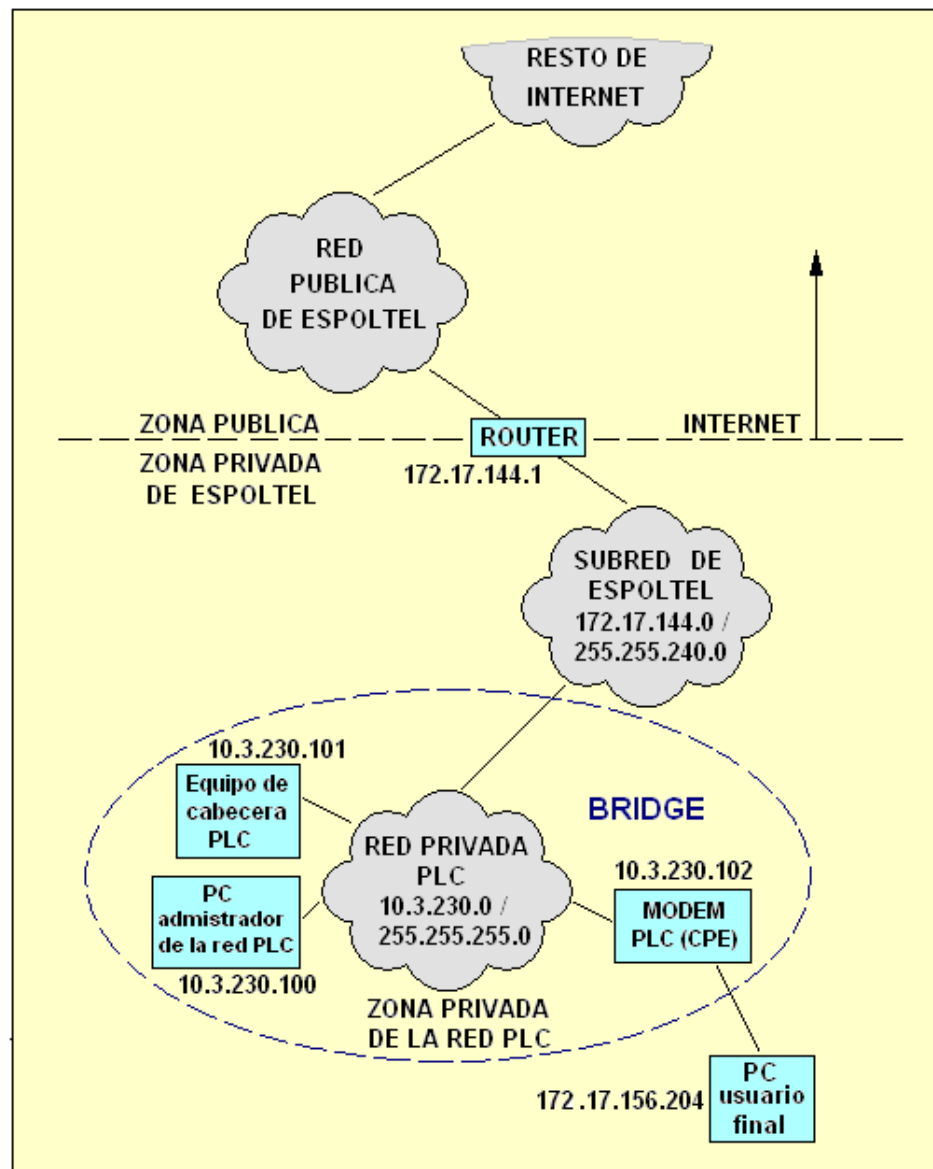 RESTO DE
INTERNET
RED
PUBLICA
DE ESPOLTEL
ZONA PUBLICA
INTERNET
ROUTER
ZONA PRIVADA
DE ESPOLTEL
172.17.144.1
SUBRED DE
ESPOLTEL
172.17.144.0 /
255.255.240.0
10.3.230.101
Equipo de
cabecera
PLC
BRIDGE
RED PRIVADA
PLC
10.3.230.0 /
255.255.255.0
10.3.230.102
MODEM
PLC (CPE)
PC
admistrador
de la red PLC
10.3.230.100
ZONA PRIVADA
DE LA RED PLC
172.17.156.204
PC
usuario
final